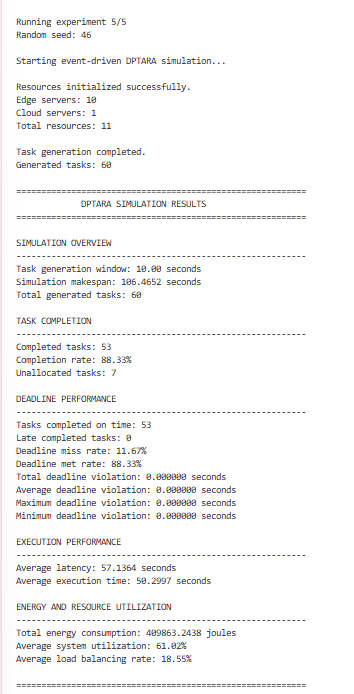 Running experiment 5/5
Random seed: 46
Starting event-driven DPTARA simulation...
Resources initialized successfully.
Edge servers: 10
Cloud servers: 1
Total resources: 11
Task generation completed.
Generated tasks: 60
============================================================
DPTARA SIMULATION RESULTS
============================================================
SIMULATION OVERVIEW
------------------------------------------------------------
Task generation window: 10.00 seconds
Simulation makespan: 106.4652 seconds
Total generated tasks: 60
TASK COMPLETION
------------------------------------------------------------
Completed tasks: 53
Completion rate: 88.33%
Unallocated tasks: 7
DEADLINE PERFORMANCE
------------------------------------------------------------
Tasks completed on time: 53
Late completed tasks: 0
Deadline miss rate: 11.67%
Deadline met rate: 88.33%
Total deadline violation: 0.000000 seconds
Average deadline violation: 0.000000 seconds
Maximum deadline violation: 0.000000 seconds
Minimum deadline violation: 0.000000 seconds
EXECUTION PERFORMANCE
------------------------------------------------------------
Average latency: 57.1364 seconds
Average execution time: 50.2997 seconds
ENERGY AND RESOURCE UTILIZATION
------------------------------------------------------------
Total energy consumption: 409863.2438 joules
Average system utilization: 61.02%
Average load balancing rate: 18.55%
============================================================